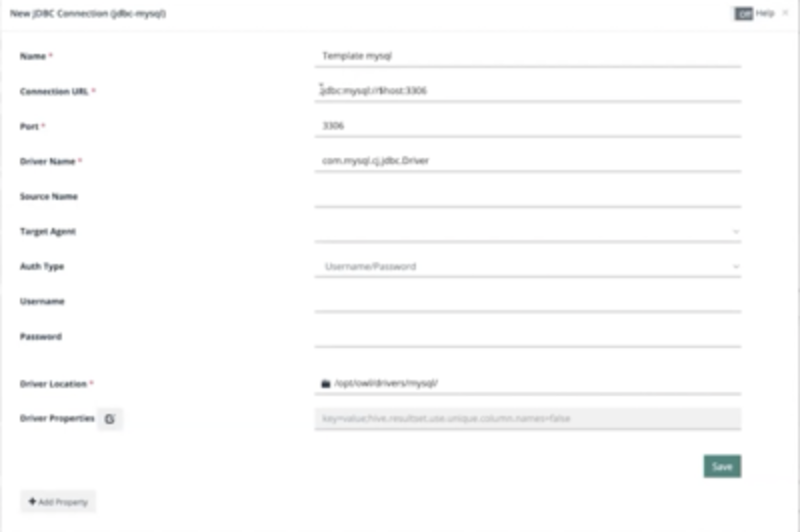 New JDBC Connection (jdbc-mysql)
Off Help ×
Name * Template mysql
Connection URL * jdbc:mysql://$host:3306
Port * 3306
Driver Name * com.mysql.cj.jdbc.Driver
Source Name
Target Agent
Auth Type Username/Password
Username
Password
Driver Location * /opt/owl/drivers/mysql/
Driver Properties key=value;hive.resultset.use.unique.column.names=false
Save
+ Add Property